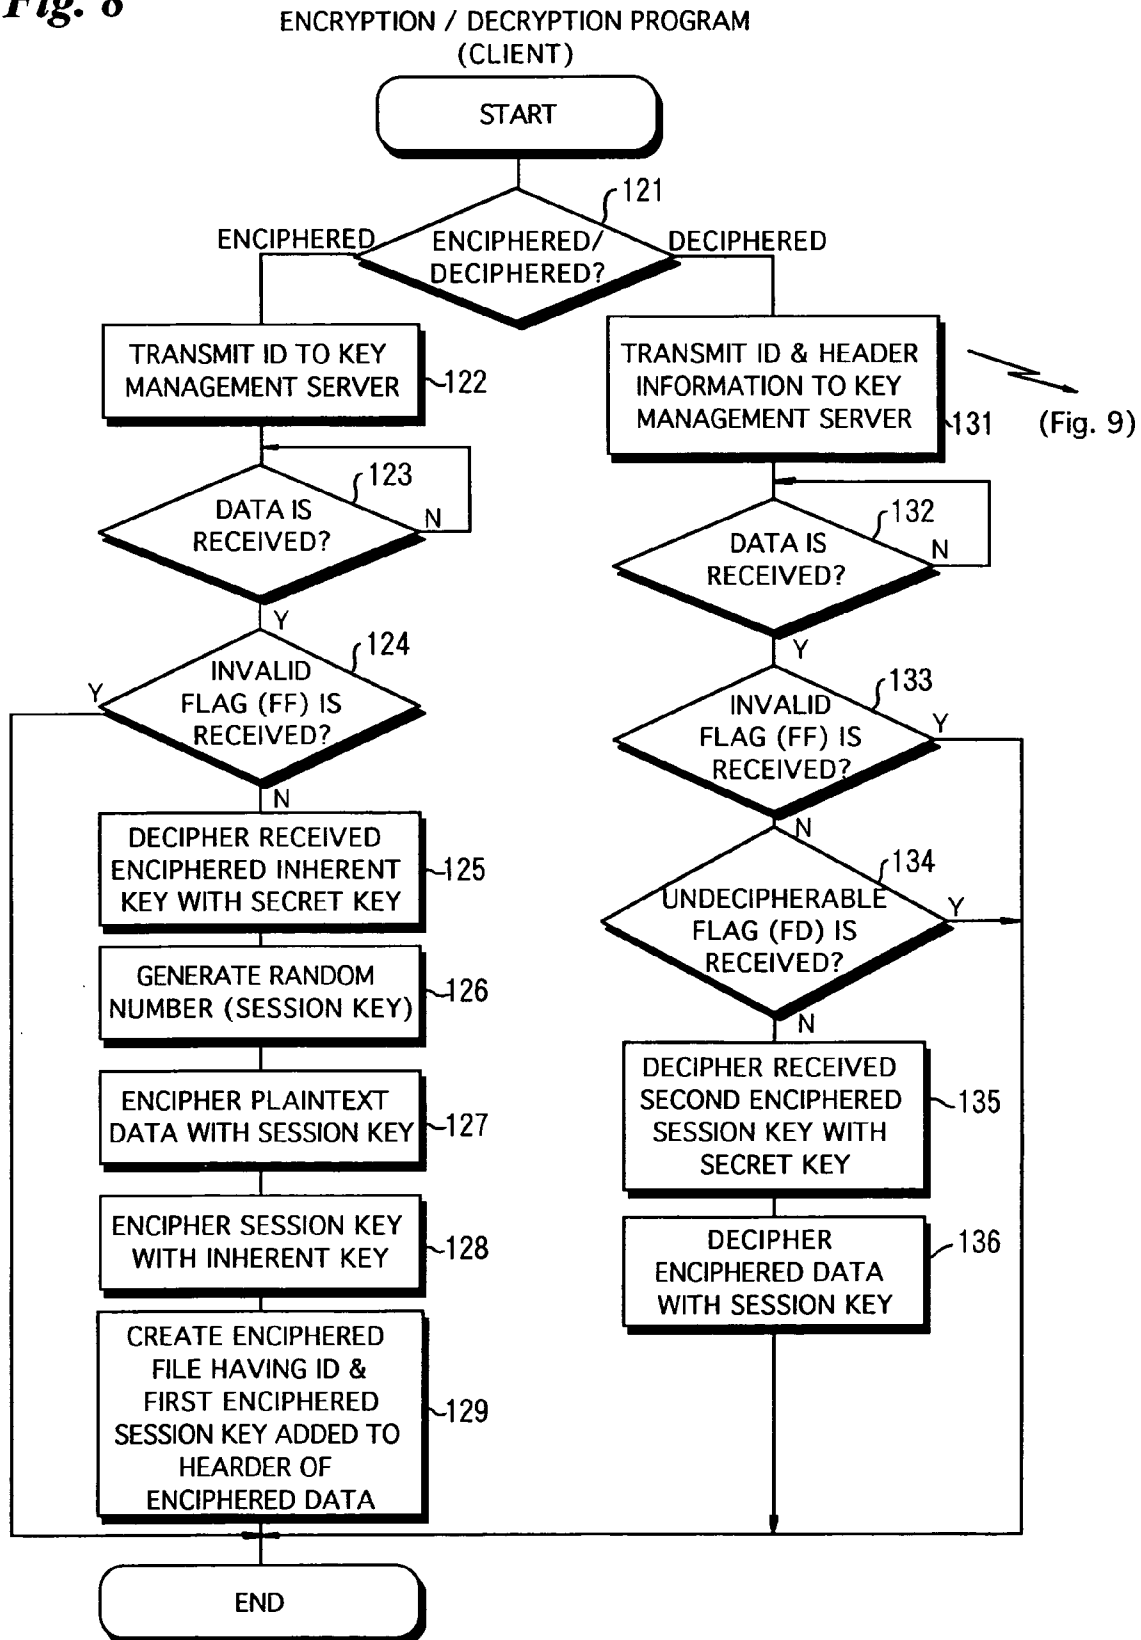 Fig. 8
ENCRYPTION / DECRYPTION PROGRAM
(CLIENT)
START
121
ENCIPHERED
ENCIPHERED/
DECIPHERED?
DECIPHERED
TRANSMIT ID TO KEY
MANAGEMENT SERVER
122
123
DATA IS
RECEIVED?
N
Y
124
INVALID
FLAG (FF) IS
RECEIVED?
Y
N
DECIPHER RECEIVED
ENCIPHERED INHERENT
KEY WITH SECRET KEY
125
GENERATE RANDOM
NUMBER (SESSION KEY)
126
ENCIPHER PLAINTEXT
DATA WITH SESSION KEY
127
ENCIPHER SESSION KEY
WITH INHERENT KEY
128
CREATE ENCIPHERED
FILE HAVING ID &
FIRST ENCIPHERED
SESSION KEY ADDED TO
HEARDER OF
ENCIPHERED DATA
129
TRANSMIT ID & HEADER
INFORMATION TO KEY
MANAGEMENT SERVER
131
(Fig. 9)
132
DATA IS
RECEIVED?
N
Y
133
INVALID
FLAG (FF) IS
RECEIVED?
Y
N
134
UNDECIPHERABLE
FLAG (FD) IS
RECEIVED?
Y
N
DECIPHER RECEIVED
SECOND ENCIPHERED
SESSION KEY WITH
SECRET KEY
135
DECIPHER
ENCIPHERED DATA
WITH SESSION KEY
136
END